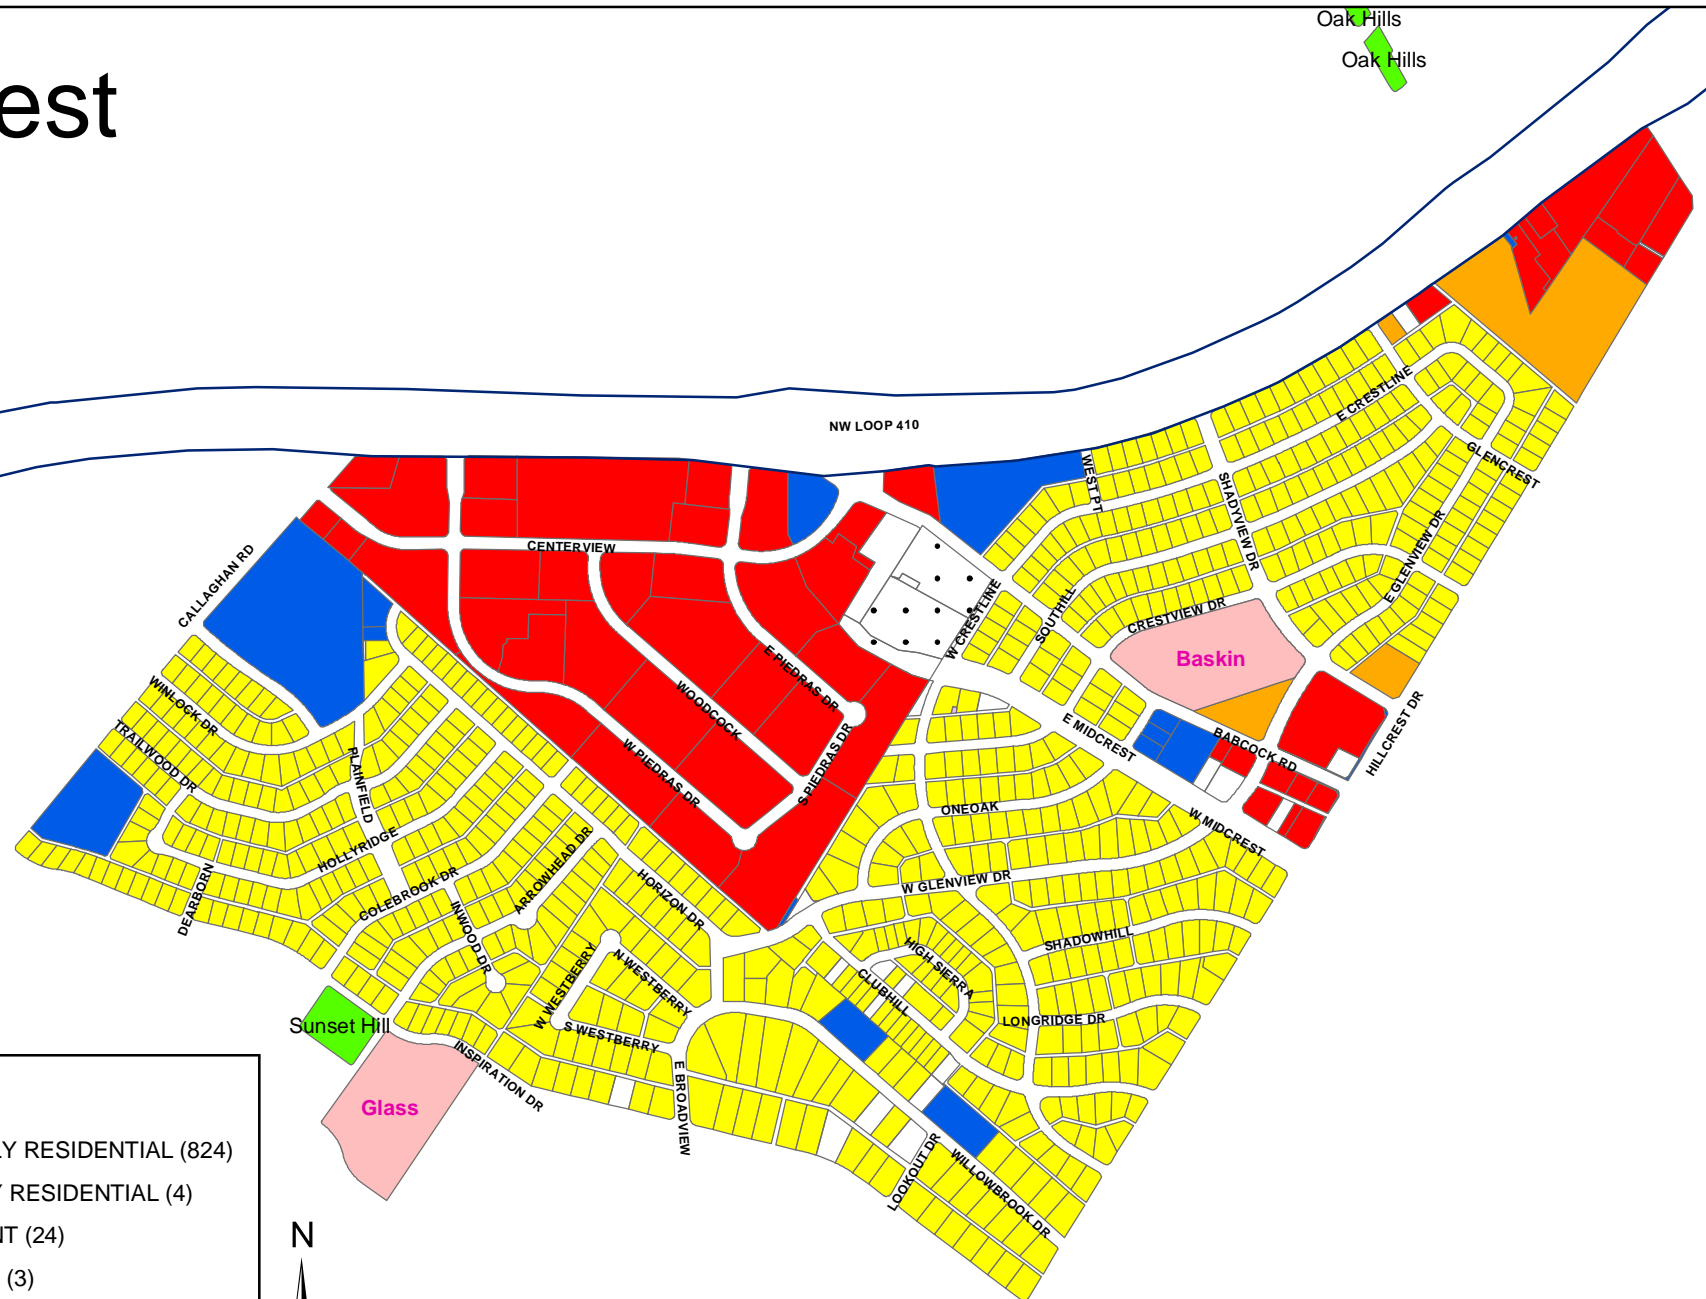 Oak Hills
Oak Hills
est
NW LOOP 410
E CRESTLINE
GLENCREST
WEST PT
SHADYVIEW DR
E GLENVIEW DR
CENTERVIEW
CALLAGHAN RD
W CRESTLINE
SOUTHILL
CRESTVIEW DR
Baskin
E PIEDRAS DR
WOODCOCK
W PIEDRAS DR
S PIEDRAS DR
WINLOCK DR
TRAILWOOD DR
PLAINFIELD
E MIDCREST
BABCOCK RD
HILLCREST DR
ONEOAK
W MIDCREST
HOLLYRIDGE
COLEBROOK DR
ARROWHEAD DR
HORIZON DR
DEARBORN
INWOOD DR
W GLENVIEW DR
SHADOWHILL
HIGH SIERRA
CLUBHILL
LONGRIDGE DR
W WESTBERRY
N WESTBERRY
S WESTBERRY
Sunset Hill
INSPIRATION DR
E BROADVIEW
Glass
LOOKOUT DR
WILLOWBROOK DR
LY RESIDENTIAL (824)
Y RESIDENTIAL (4)
NT (24)
(3)
N